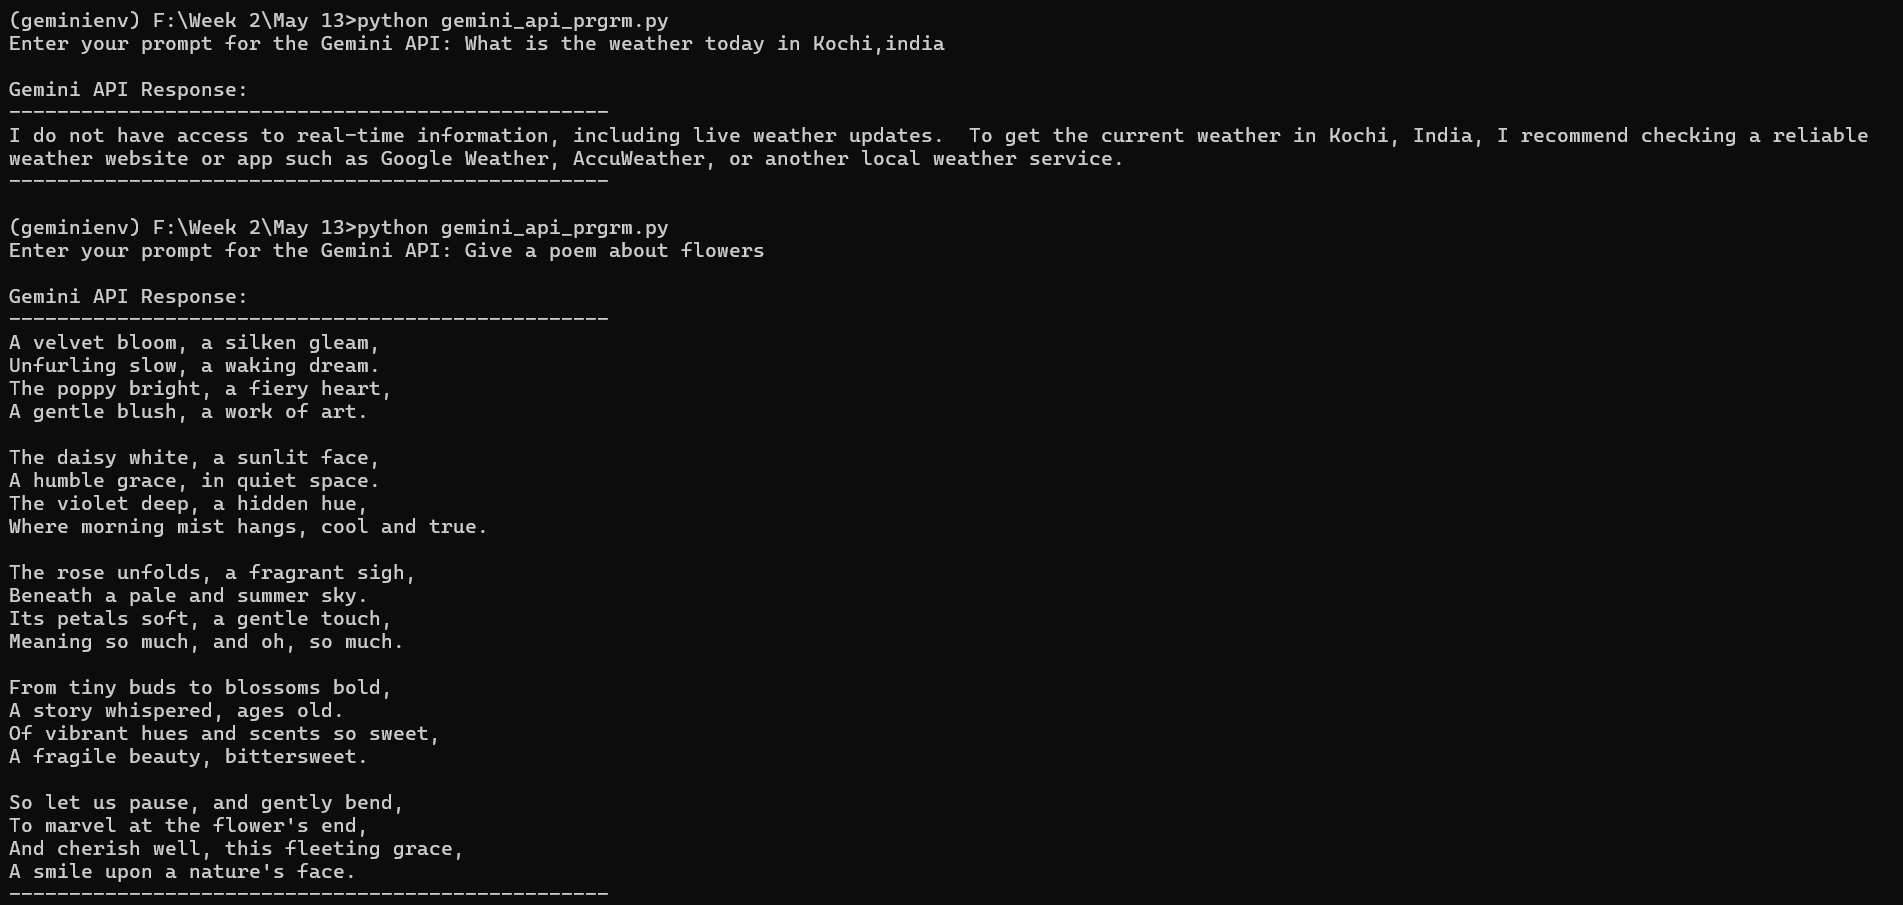 (geminienv) F:\Week 2\May 13>python gemini_api_prgrm.py
Enter your prompt for the Gemini API: What is the weather today in Kochi,india

Gemini API Response:
--------------------------------------------------
I do not have access to real-time information, including live weather updates.  To get the current weather in Kochi, India, I recommend checking a reliable
weather website or app such as Google Weather, AccuWeather, or another local weather service.
--------------------------------------------------

(geminienv) F:\Week 2\May 13>python gemini_api_prgrm.py
Enter your prompt for the Gemini API: Give a poem about flowers

Gemini API Response:
--------------------------------------------------
A velvet bloom, a silken gleam,
Unfurling slow, a waking dream.
The poppy bright, a fiery heart,
A gentle blush, a work of art.

The daisy white, a sunlit face,
A humble grace, in quiet space.
The violet deep, a hidden hue,
Where morning mist hangs, cool and true.

The rose unfolds, a fragrant sigh,
Beneath a pale and summer sky.
Its petals soft, a gentle touch,
Meaning so much, and oh, so much.

From tiny buds to blossoms bold,
A story whispered, ages old.
Of vibrant hues and scents so sweet,
A fragile beauty, bittersweet.

So let us pause, and gently bend,
To marvel at the flower's end,
And cherish well, this fleeting grace,
A smile upon a nature's face.
--------------------------------------------------